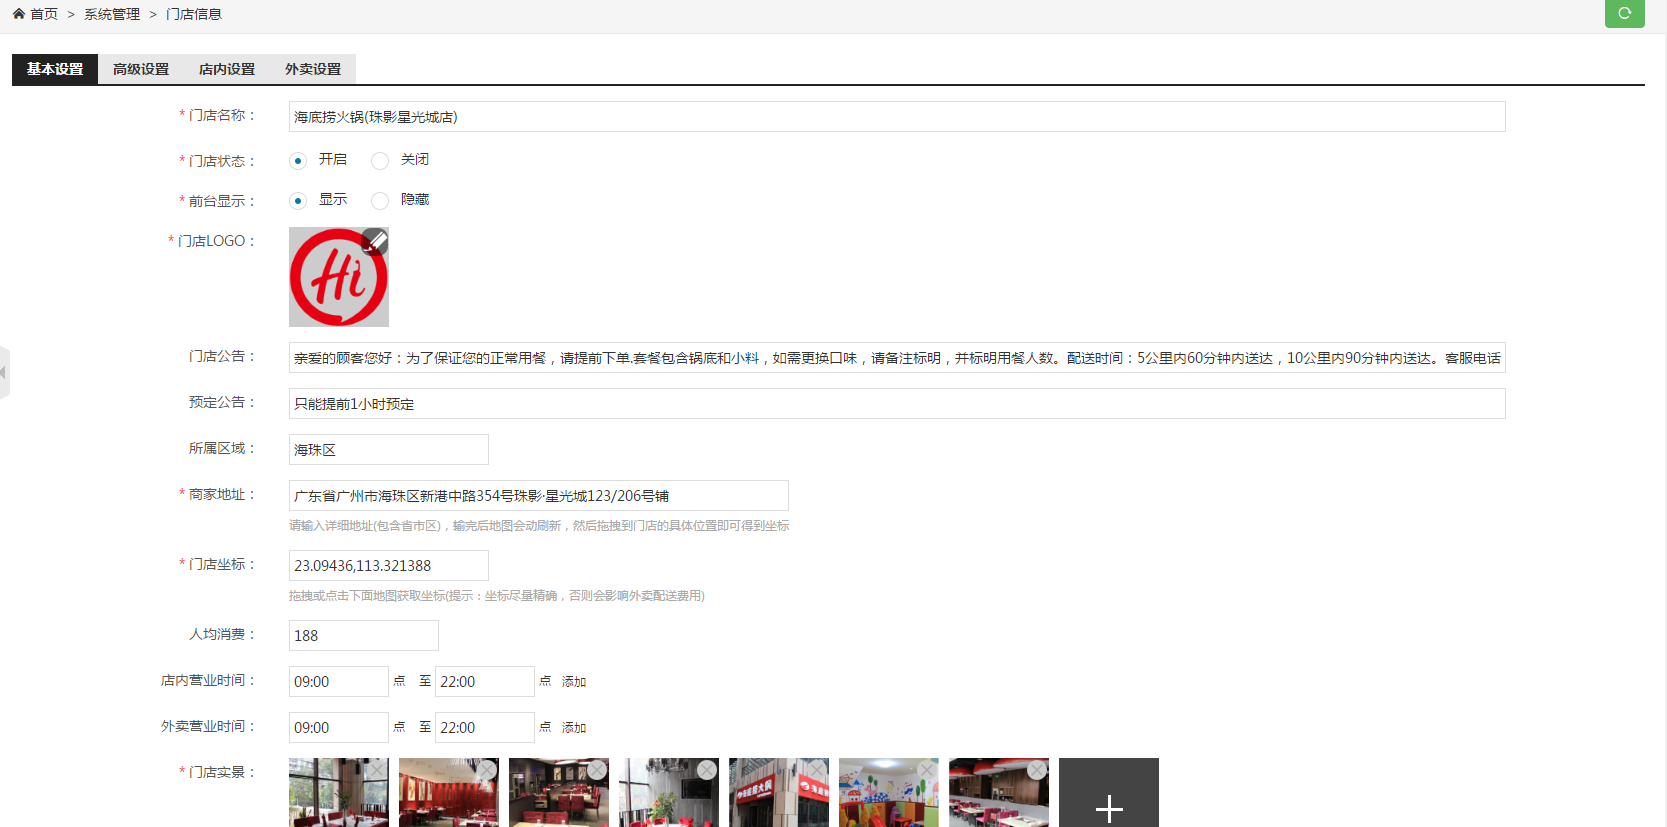 首页 > 系统管理 > 门店信息
基本设置 高级设置 店内设置 外卖设置
* 门店名称： 海底捞火锅(珠影星光城店)
* 门店状态： 开启 关闭
* 前台显示： 显示 隐藏
* 门店LOGO： Hi
门店公告： 亲爱的顾客您好：为了保证您的正常用餐，请提前下单.套餐包含锅底和小料，如需更换口味，请备注标明，并标明用餐人数。配送时间：5公里内60分钟内送达，10公里内90分钟内送达。客服电话
预定公告： 只能提前1小时预定
所属区域： 海珠区
* 商家地址： 广东省广州市海珠区新港中路354号珠影·星光城123/206号铺
请输入详细地址(包含省市区)，输完后地图会动刷新，然后拖拽到门店的具体位置即可得到坐标
* 门店坐标： 23.09436,113.321388
拖拽或点击下面地图获取坐标(提示：坐标尽量精确，否则会影响外卖配送费用)
人均消费： 188
店内营业时间： 09:00 点 至 22:00 点 添加
外卖营业时间： 09:00 点 至 22:00 点 添加
* 门店实景：